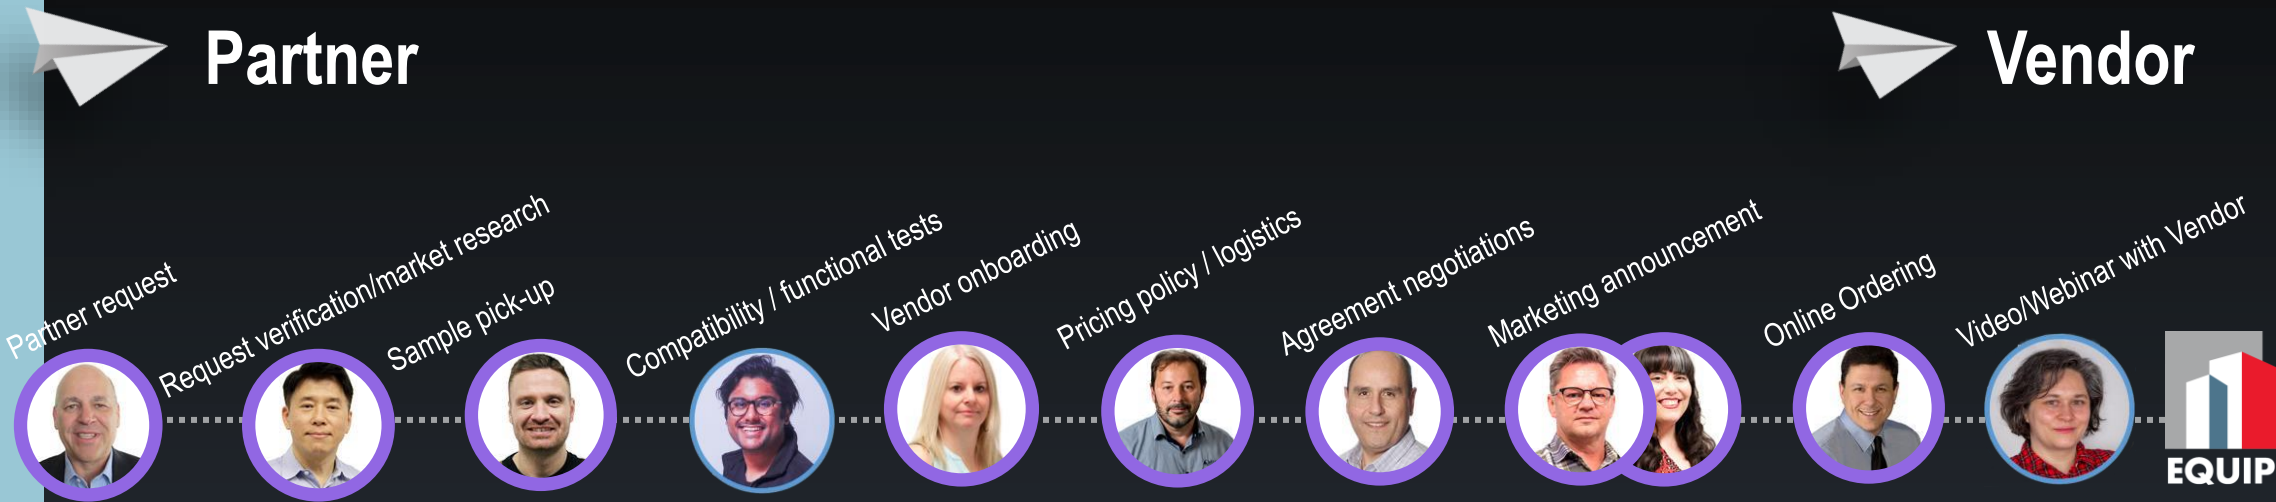 Partner
Vendor
Partner request
Request verification/market research
Sample pick-up
Compatibility / functional tests
Vendor onboarding
Pricing policy / logistics
Agreement negotiations
Marketing announcement
Online Ordering
Video/Webinar with Vendor
EQUIP